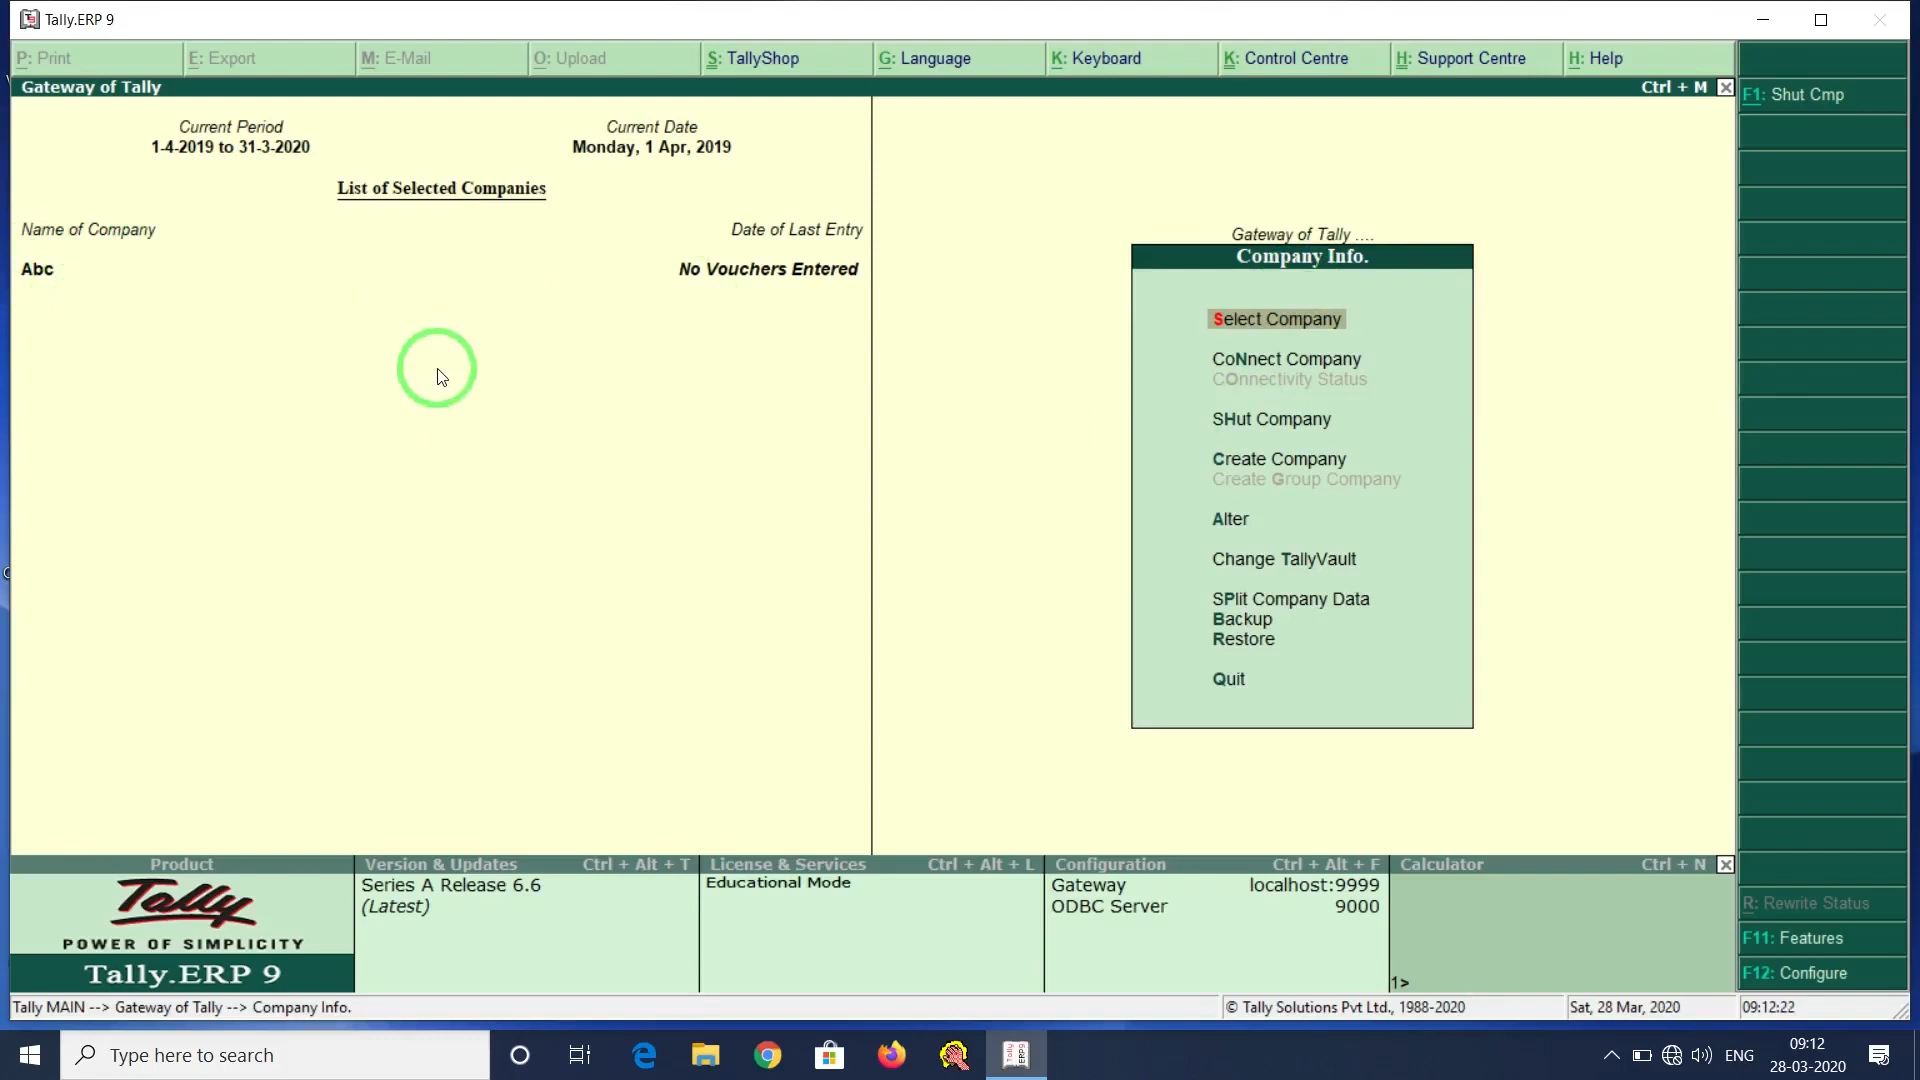 Tally.ERP 9
P: Print
E: Export
M: E-Mail
O: Upload
S: TallyShop
G: Language
K: Keyboard
K: Control Centre
H: Support Centre
H: Help
Gateway of Tally
Ctrl + M
F1: Shut Cmp
Current Period
Current Date
1-4-2019 to 31-3-2020
Monday, 1 Apr, 2019
List of Selected Companies
Name of Company
Date of Last Entry
Abc
No Vouchers Entered
Gateway of Tally ....
Company Info.
Select Company
CoNnect Company
COnnectivity Status
SHut Company
Create Company
Create Group Company
Alter
Change TallyVault
SPlit Company Data
Backup
Restore
Quit
Product
Tally
POWER OF SIMPLICITY
Tally.ERP 9
Version & Updates
Ctrl + Alt + T
Series A Release 6.6
(Latest)
License & Services
Ctrl + Alt + L
Educational Mode
Configuration
Ctrl + Alt + F
Gateway
localhost:9999
ODBC Server
9000
Calculator
Ctrl + N
1>
R: Rewrite Status
F11: Features
F12: Configure
Tally MAIN --> Gateway of Tally --> Company Info.
© Tally Solutions Pvt Ltd., 1988-2020
Sat, 28 Mar, 2020
09:12:22
Type here to search
Tally
ERP9
ENG
09:12
28-03-2020